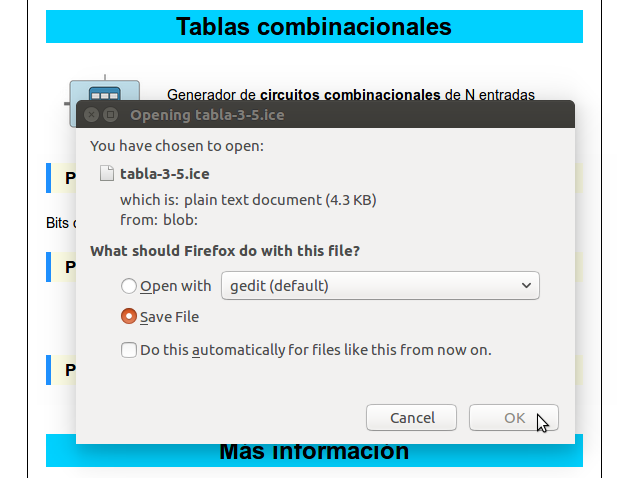 Tablas combinacionales
Generador de circuitos combinacionales de N entradas
Opening tabla-3-5.ice
You have chosen to open:
tabla-3-5.ice
which is: plain text document (4.3 KB)
from: blob:
P
Bits
What should Firefox do with this file?
P
Open with gedit (default)
Save File
Do this automatically for files like this from now on.
P
Cancel OK
Más información